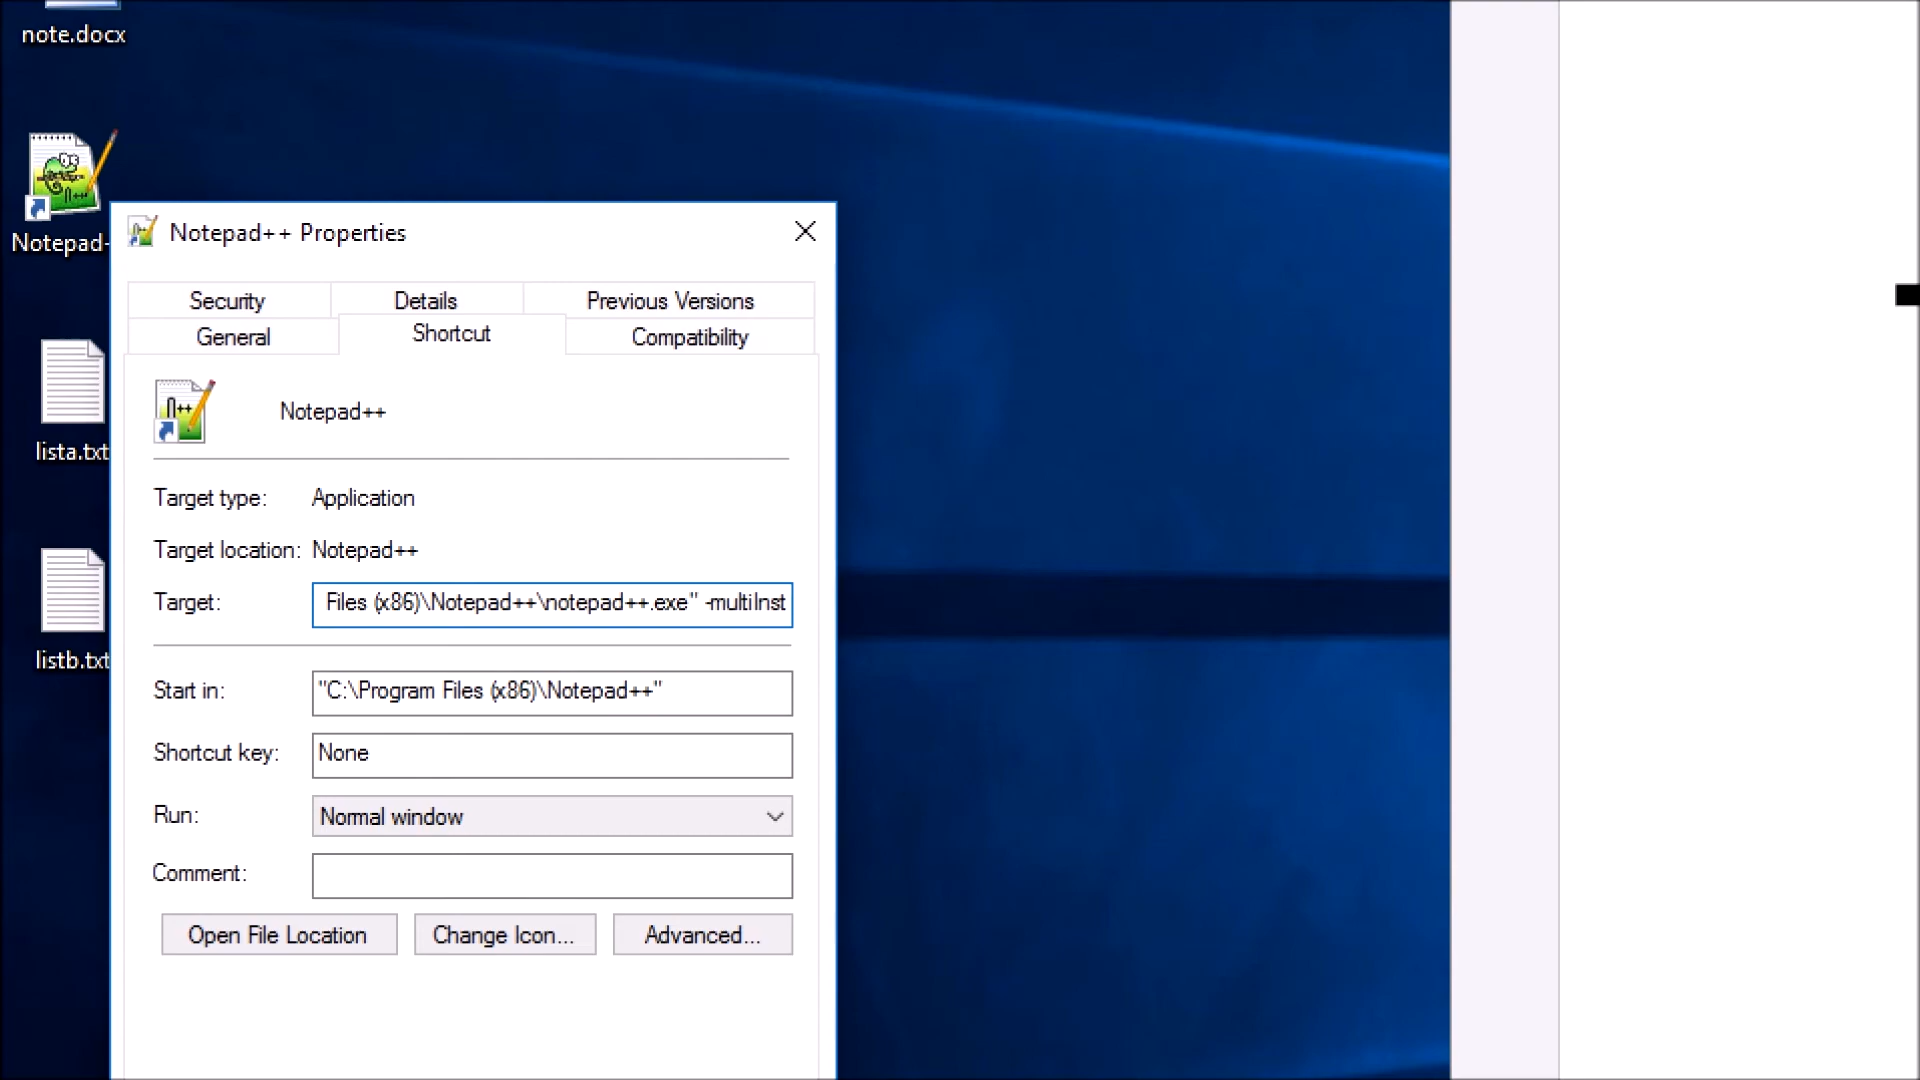 note.docx
Notepad-
lista.txt
listb.txt
Notepad++ Properties
Security Details Previous Versions
General Shortcut Compatibility
Notepad++
Target type: Application
Target location: Notepad++
Target: Files (x86)\Notepad++\notepad++.exe" -multiInst
Start in: "C:\Program Files (x86)\Notepad++"
Shortcut key: None
Run: Normal window
Comment:
Open File Location Change Icon... Advanced...